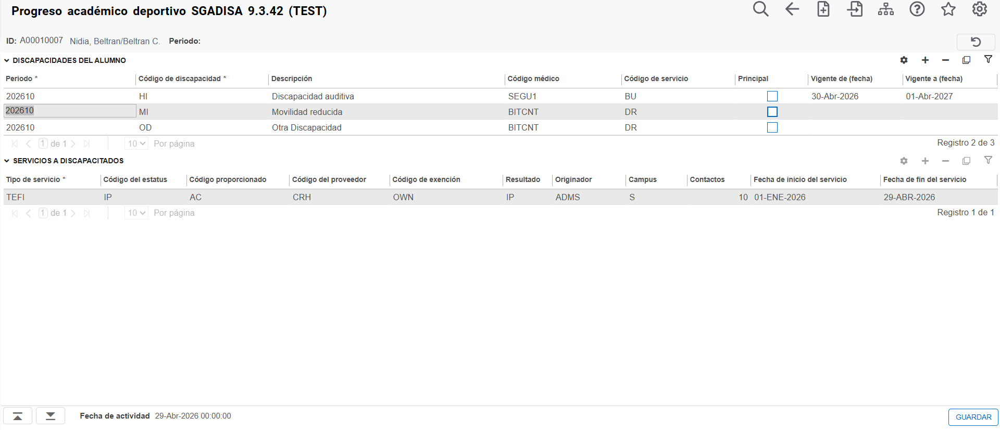 Progreso académico deportivo SGADISA 9.3.42 (TEST)
ID: A00010007 Nidia, Beltran/Beltran C. Periodo:
DISCAPACIDADES DEL ALUMNO
Periodo * Código de discapacidad * Descripción Código médico Código de servicio Principal Vigente de (fecha) Vigente a (fecha)
202610 HI Discapacidad auditiva SEGU1 BU 30-Abr-2026 01-Abr-2027
202610 MI Movilidad reducida BITCNT DR
202610 OD Otra Discapacidad BITCNT DR
1 de 1 10 Por página Registro 2 de 3
SERVICIOS A DISCAPACITADOS
Tipo de servicio * Código del estatus Código proporcionado Código del proveedor Código de exención Resultado Originador Campus Contactos Fecha de inicio del servicio Fecha de fin del servicio
TEFI IP AC CRH OWN IP ADMS S 10 01-ENE-2026 29-ABR-2026
1 de 1 10 Por página Registro 1 de 1
Fecha de actividad 29-Abr-2026 00:00:00
GUARDAR